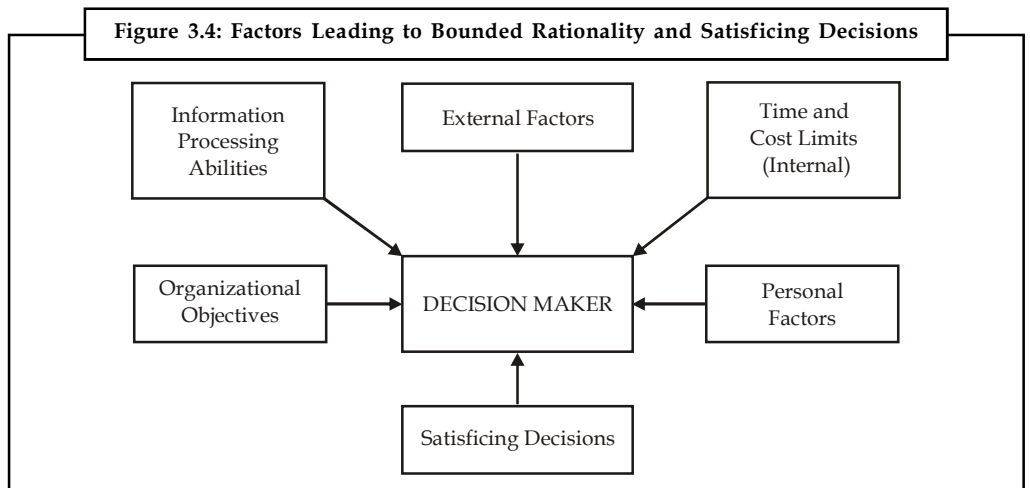 Figure 3.4: Factors Leading to Bounded Rationality and Satisficing Decisions
Information
Processing
Abilities
External Factors
Time and
Cost Limits
(Internal)
Organizational
Objectives
DECISION MAKER
Personal
Factors
Satisficing Decisions